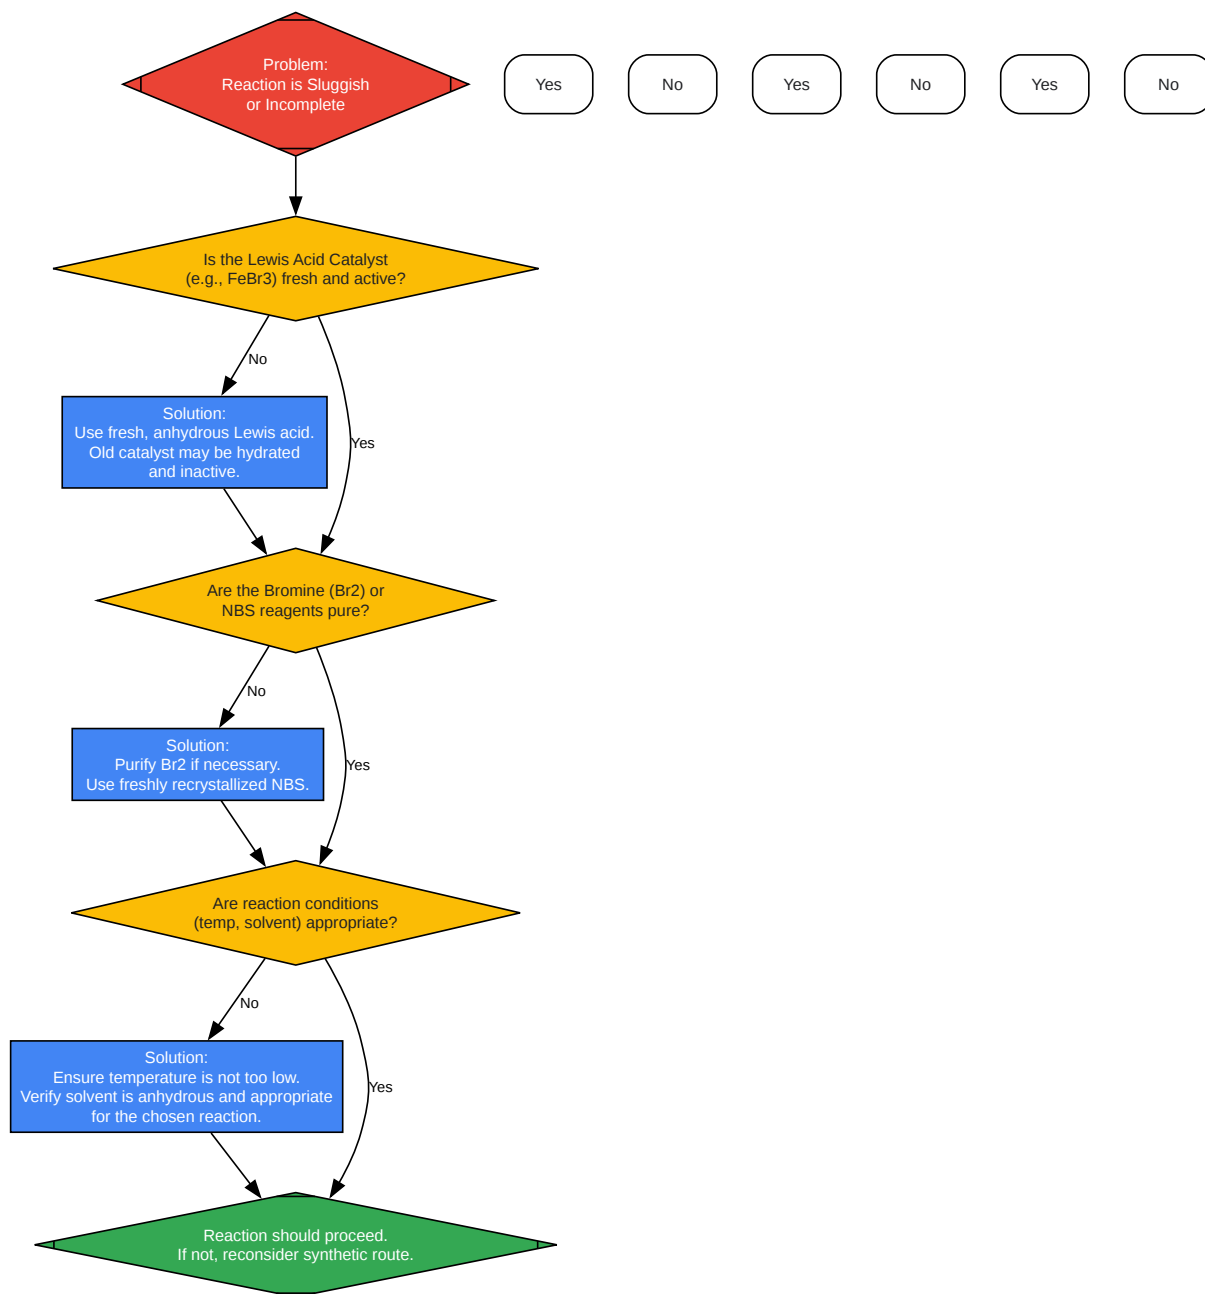 Problem:
Reaction is Sluggish
or Incomplete
Yes
No
Yes
No
Yes
No
Is the Lewis Acid Catalyst
(e.g., FeBr3) fresh and active?
No
Solution:
Use fresh, anhydrous Lewis acid.
Old catalyst may be hydrated
and inactive.
Yes
Are the Bromine (Br2) or
NBS reagents pure?
No
Solution:
Purify Br2 if necessary.
Use freshly recrystallized NBS.
Yes
Are reaction conditions
(temp, solvent) appropriate?
No
Solution:
Ensure temperature is not too low.
Verify solvent is anhydrous and appropriate
for the chosen reaction.
Yes
Reaction should proceed.
If not, reconsider synthetic route.